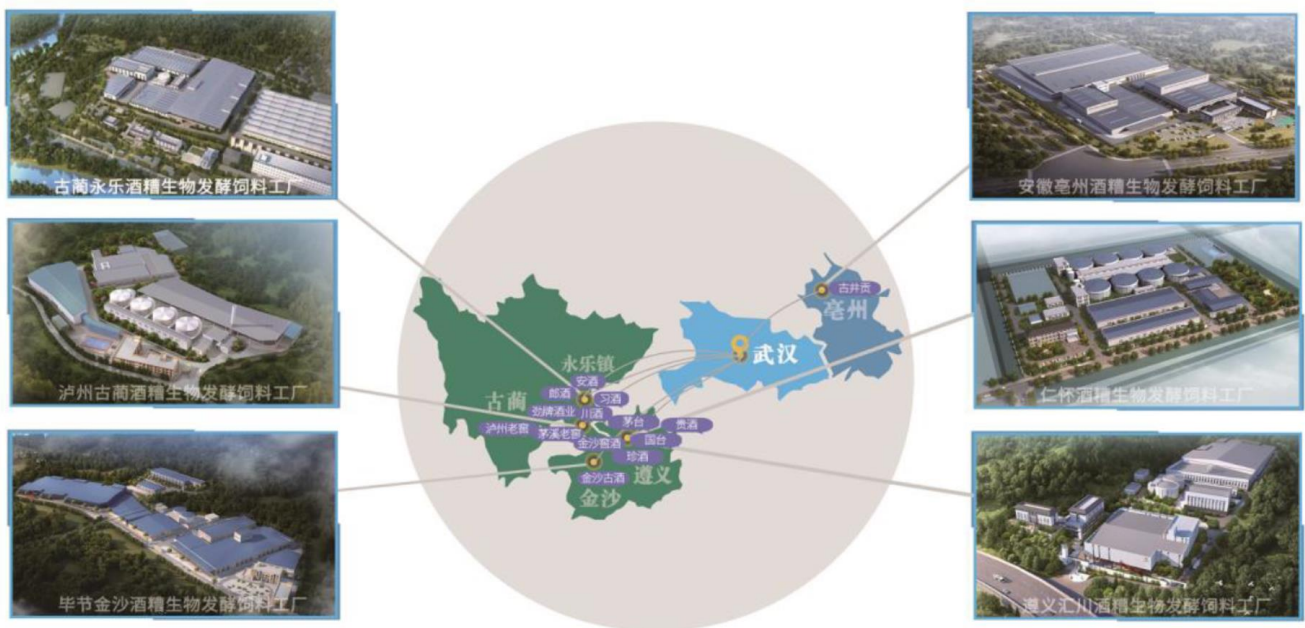 古蔺永乐酒糟生物发酵饲料工厂
泸州古蔺酒糟生物发酵饲料工厂
毕节金沙酒糟生物发酵饲料工厂
永乐镇
安酒
郎酒
习酒
古蔺
劲牌酒业
川酒
泸州老窖
茅溪老窖
茅台
贵酒
金沙窖酒
国台
珍酒
遵义
金沙古酒
金沙
武汉
古井贡
亳州
安徽亳州酒糟生物发酵饲料工厂
仁怀酒糟生物发酵饲料工厂
遵义汇川酒糟生物发酵饲料工厂